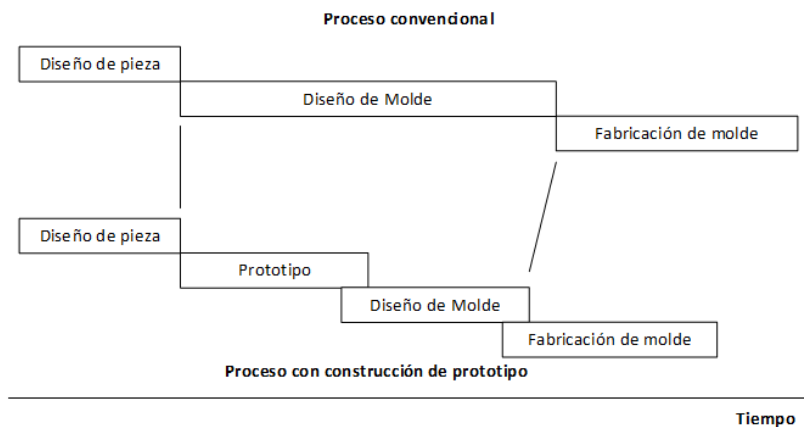 Proceso convencional
Diseño de pieza
Diseño de Molde
Fabricación de molde
Diseño de pieza
Prototipo
Diseño de Molde
Fabricación de molde
Proceso con construcción de prototipo
Tiempo